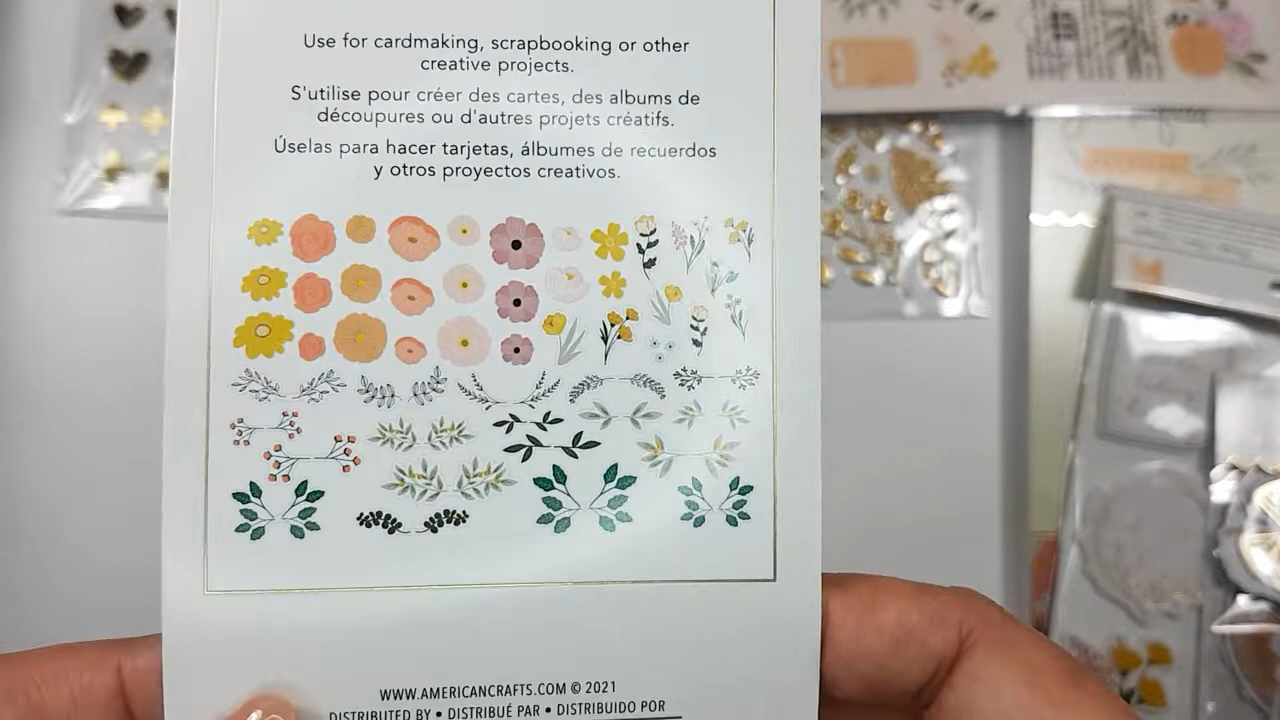 Use for cardmaking, scrapbooking or other
creative projects.
S'utilise pour créer des cartes, des albums de
découpures ou d'autres projets créatifs.
Úselas para hacer tarjetas, álbumes de recuerdos
y otros proyectos creativos.
WWW.AMERICANCRAFTS.COM © 2021
DISTRIBUTED BY • DISTRIBUÉ PAR • DISTRIBUIDO POR